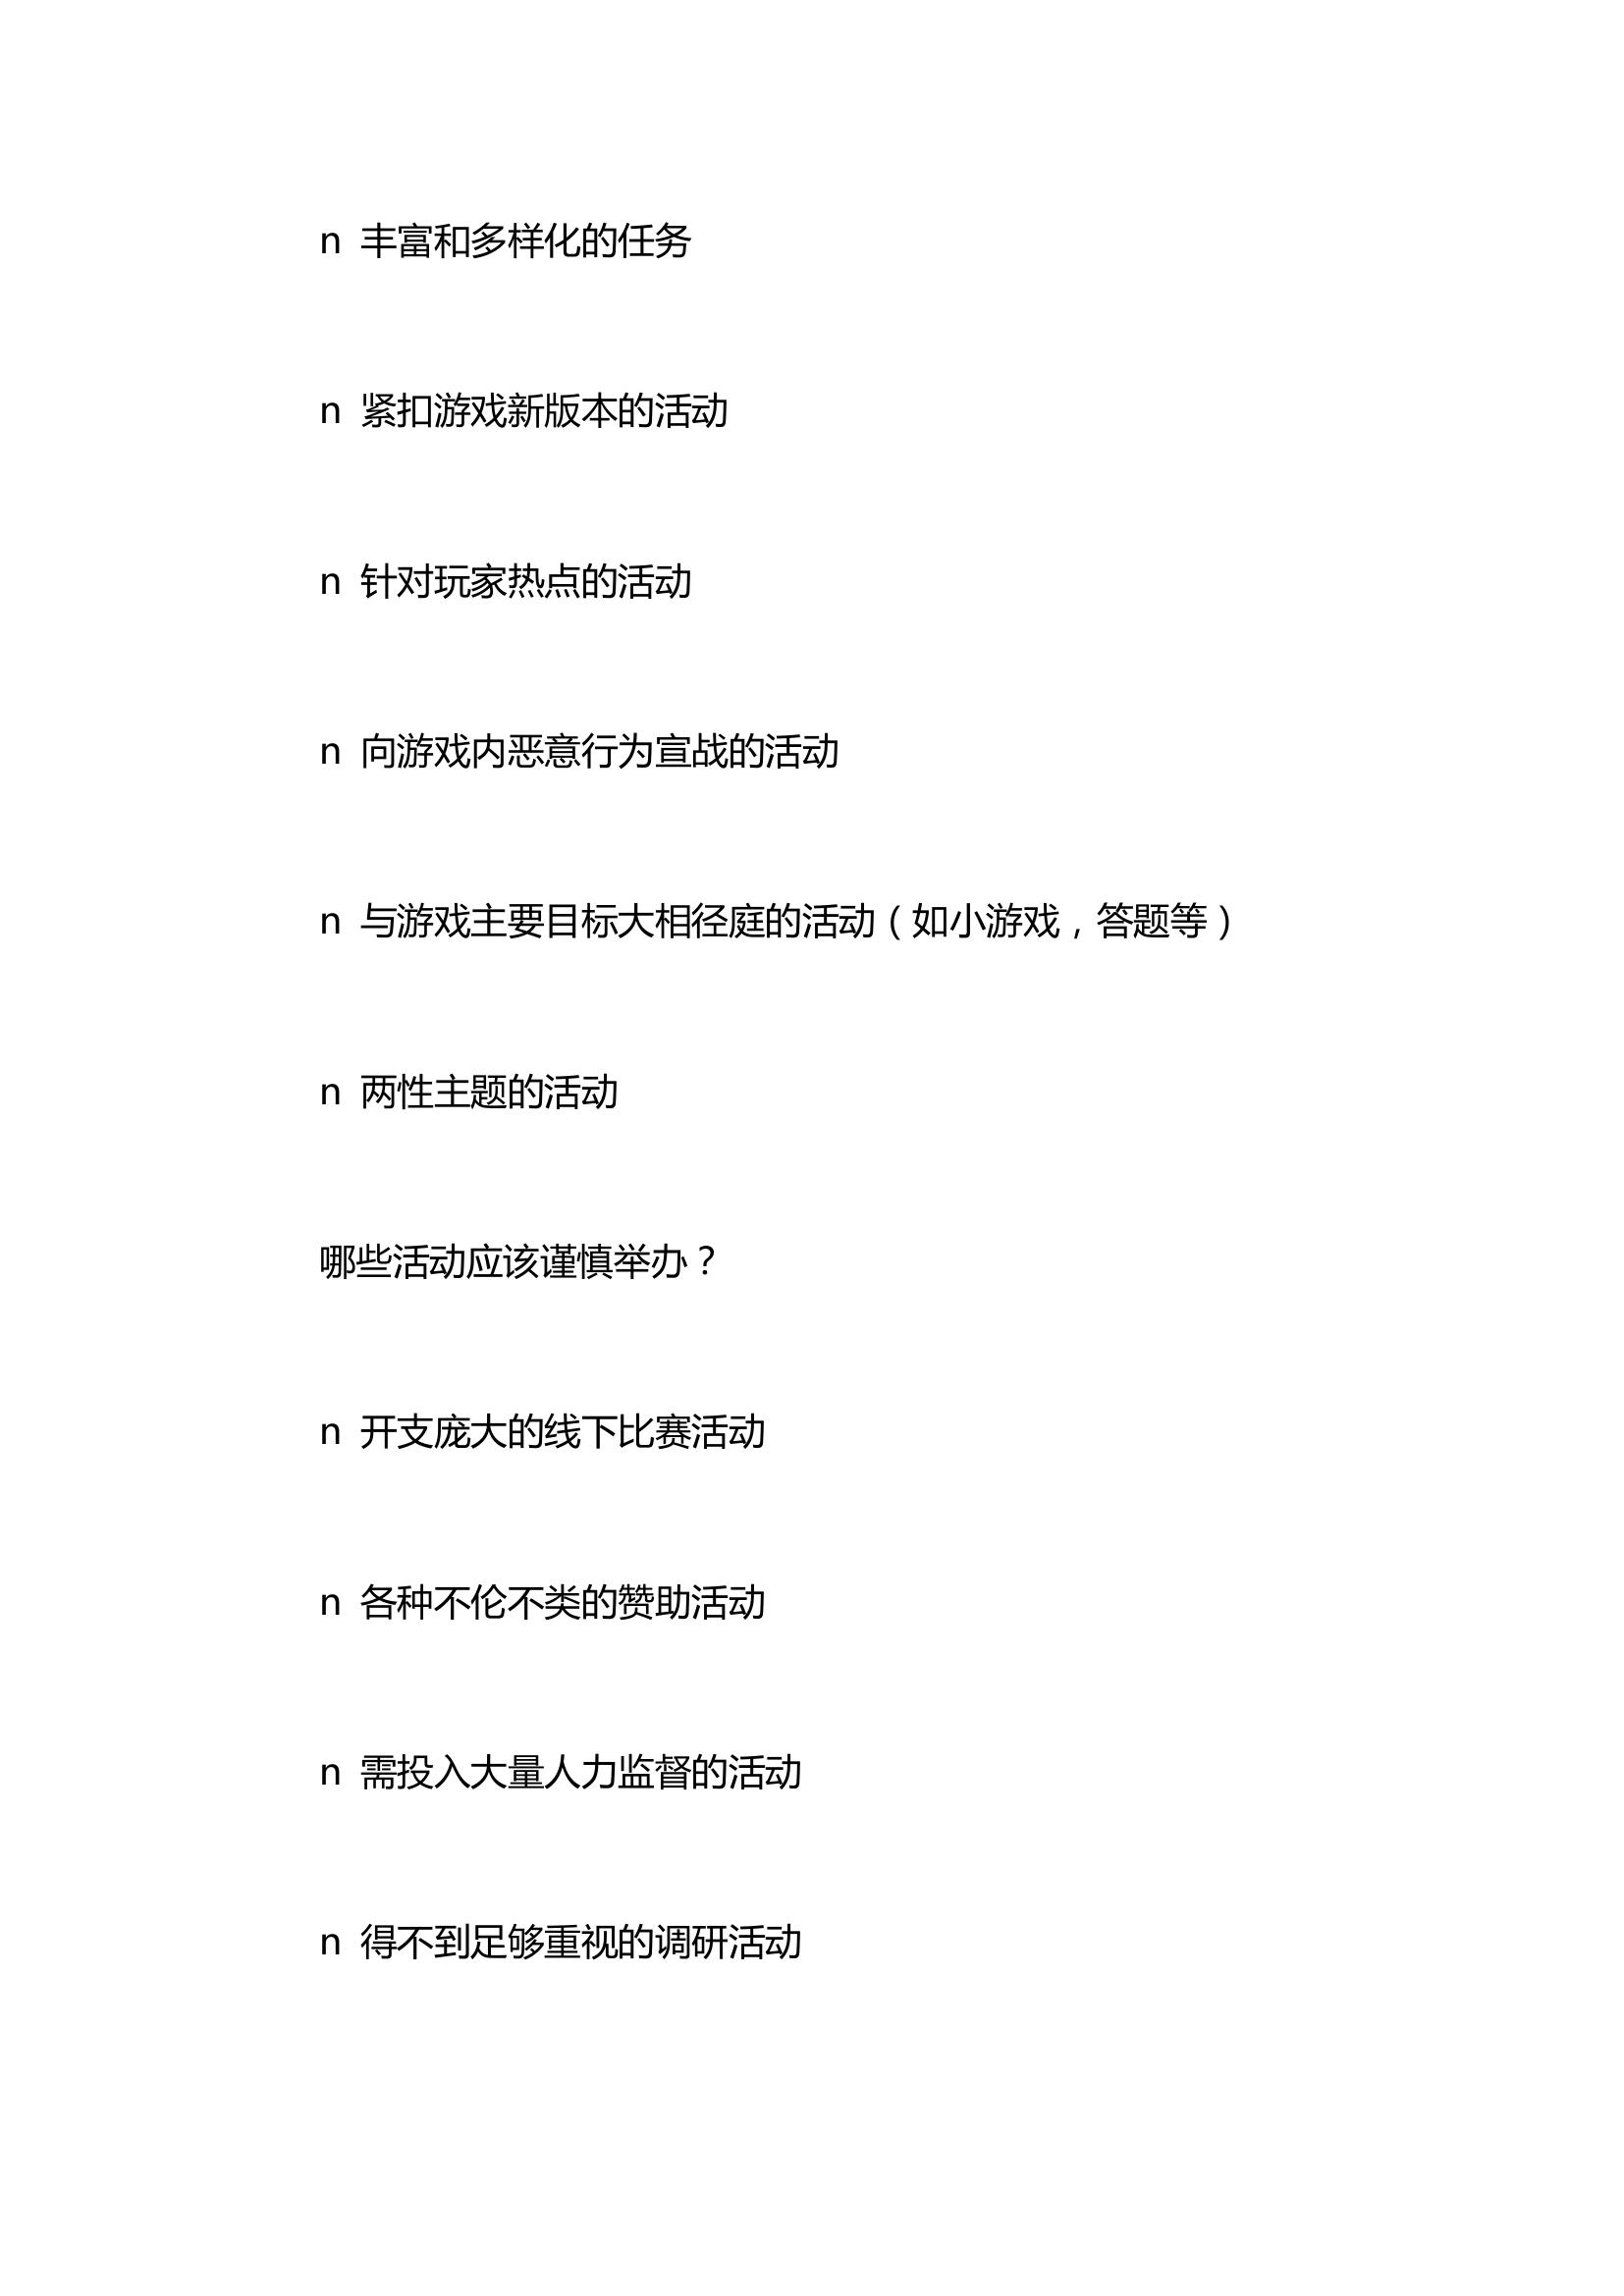 n 丰富和多样化的任务
n 紧扣游戏新版本的活动
n 针对玩家热点的活动
n 向游戏内恶意行为宣战的活动
n 与游戏主要目标大相径庭的活动（如小游戏，答题等）
n 两性主题的活动
哪些活动应该谨慎举办？
n 开支庞大的线下比赛活动
n 各种不伦不类的赞助活动
n 需投入大量人力监督的活动
n 得不到足够重视的调研活动